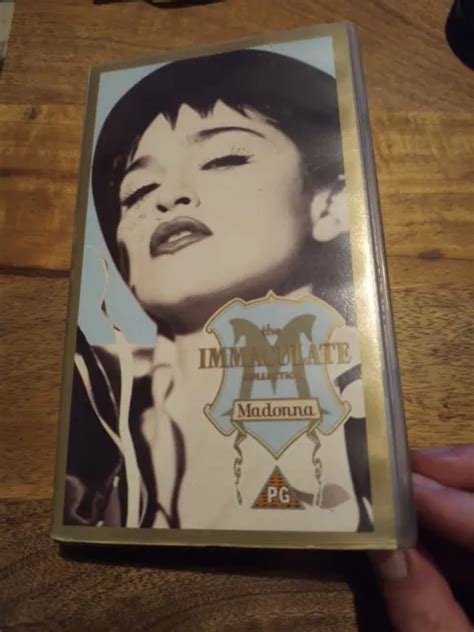 the
IMMACULATE
COLLECTION
Madonna
PG